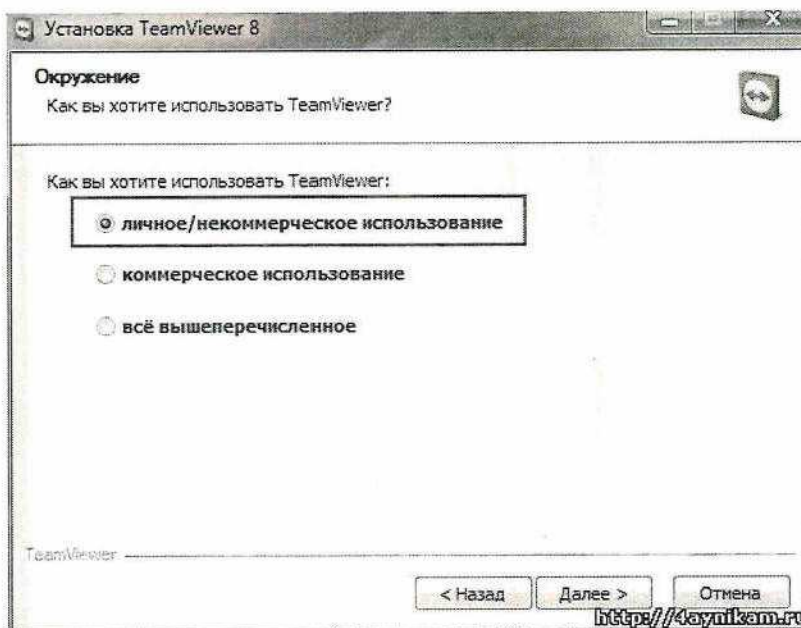 Установка TeamViewer 8
Окружение
Как вы хотите использовать TeamViewer?
Как вы хотите использовать TeamViewer:
личное/некоммерческое использование
коммерческое использование
всё вышеперечисленное
TeamViewer
< Назад
Далее >
Отмена
http://4aynikam.ru